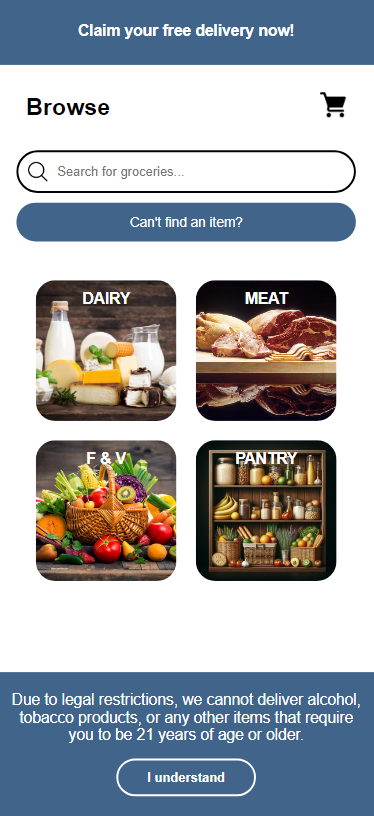 Claim your free delivery now!
Browse
Search for groceries...
Can't find an item?
DAIRY
MEAT
F & V
PANTRY
Due to legal restrictions, we cannot deliver alcohol,
tobacco products, or any other items that require
you to be 21 years of age or older.
I understand